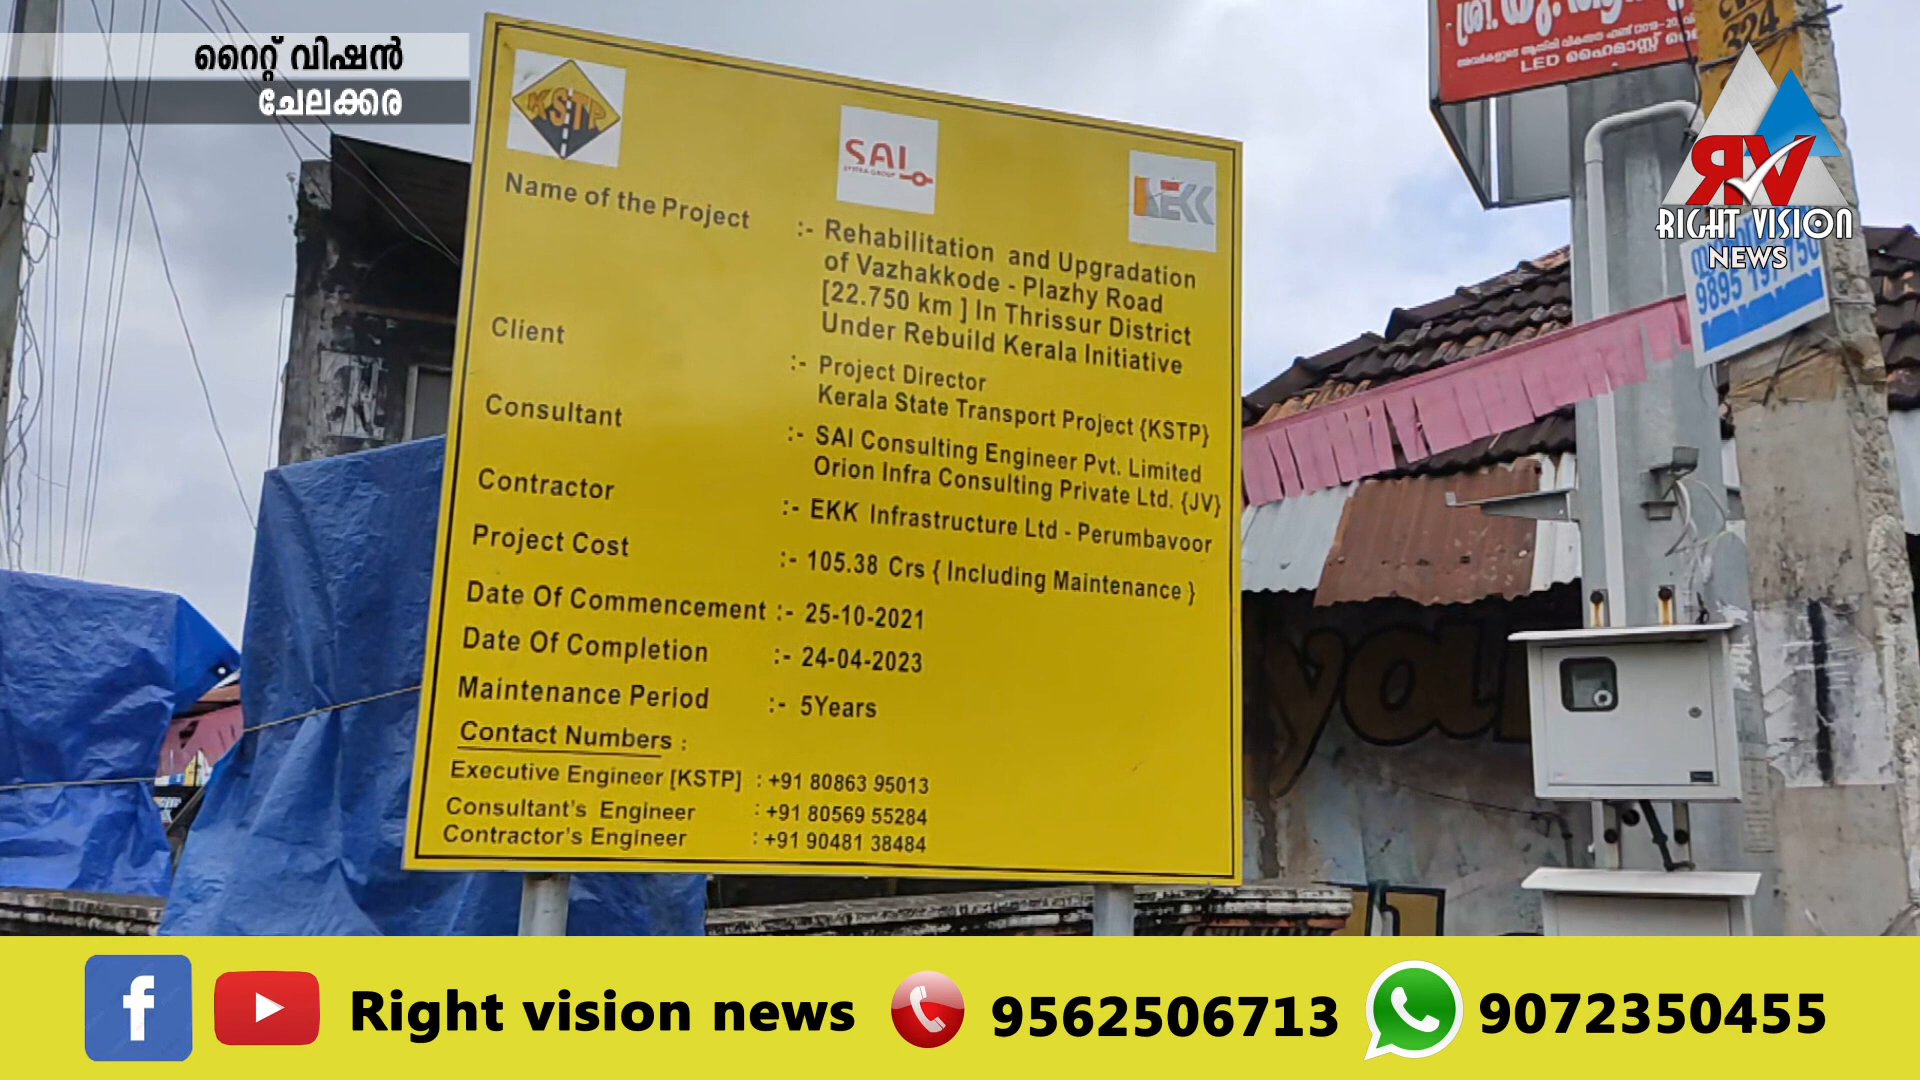 റൈറ്റ് വിഷൻ
ചേലക്കര
KSTP
SAI
EKK
Name of the Project :- Rehabilitation and Upgradation
of Vazhakkode - Plazhy Road
[22.750 km ] In Thrissur District
Under Rebuild Kerala Initiative
Client :- Project Director
Kerala State Transport Project {KSTP}
Consultant :- SAI Consulting Engineer Pvt. Limited
Orion Infra Consulting Private Ltd. {JV}
Contractor :- EKK Infrastructure Ltd - Perumbavoor
Project Cost :- 105.38 Crs { Including Maintenance }
Date Of Commencement :- 25-10-2021
Date Of Completion :- 24-04-2023
Maintenance Period :- 5Years
Contact Numbers :
Executive Engineer [KSTP] : +91 80863 95013
Consultant's Engineer : +91 80569 55284
Contractor's Engineer : +91 90481 38484
LED ഹൈമാസ്റ്റ്
324
RV
RIGHT VISION
NEWS
9895
Right vision news 9562506713 9072350455